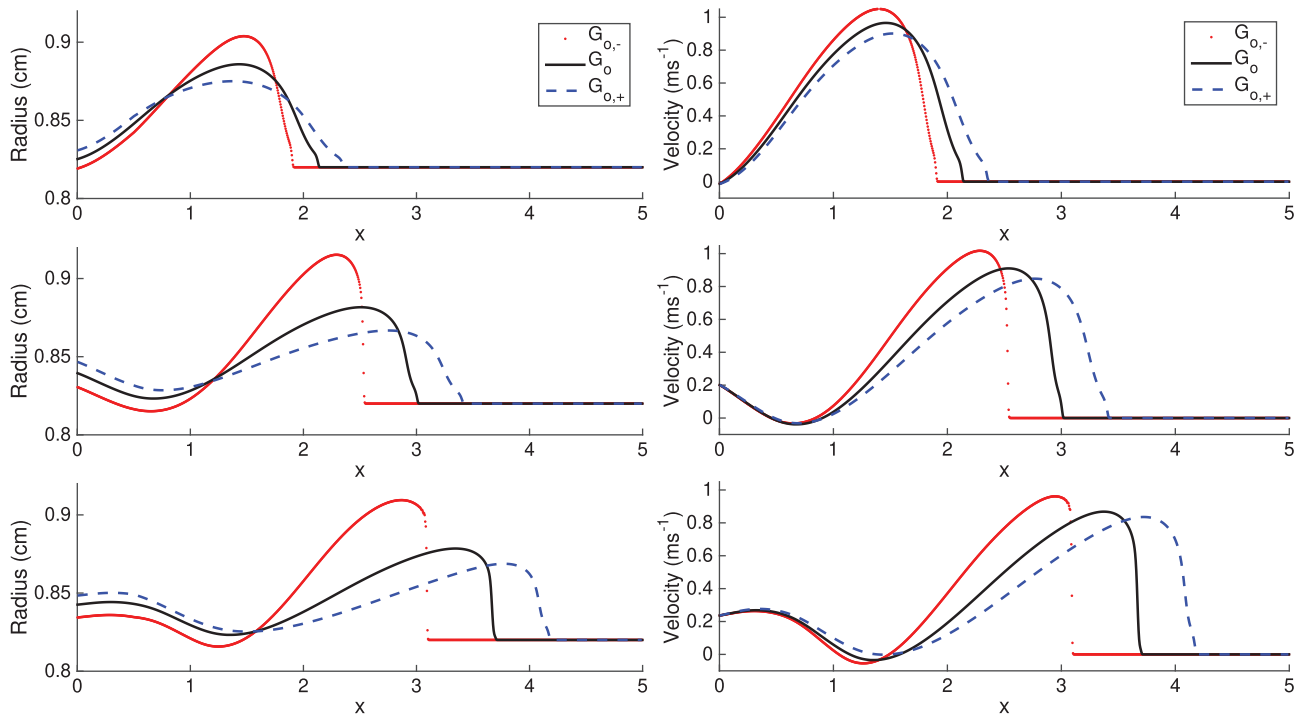 0.9
0.85
0.8
Radius (cm)
0 1 2 3 4 5
x
G_{o,-}
G_o
G_{o,+}
1
0.8
0.6
0.4
0.2
0
Velocity (ms^{-1})
0 1 2 3 4 5
x
G_{o,-}
G_o
G_{o,+}
0.9
0.85
0.8
Radius (cm)
0 1 2 3 4 5
x
1
0.8
0.6
0.4
0.2
0
Velocity (ms^{-1})
0 1 2 3 4 5
x
0.9
0.85
0.8
Radius (cm)
0 1 2 3 4 5
x
1
0.8
0.6
0.4
0.2
0
Velocity (ms^{-1})
0 1 2 3 4 5
x